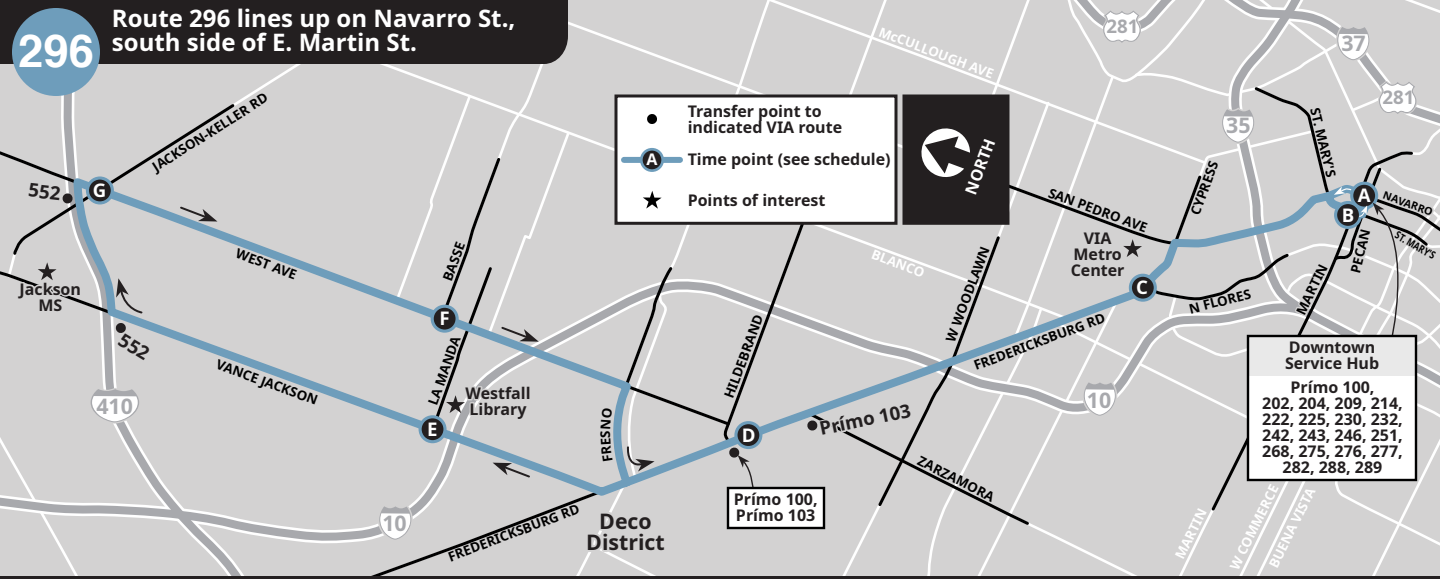 296
Route 296 lines up on Navarro St.,
south side of E. Martin St.
McCULLOUGH AVE
281
37
281
35
Transfer point to
indicated VIA route
A
Time point (see schedule)
Points of interest
NORTH
JACKSON-KELLER RD
552
G
WEST AVE
Jackson
MS
552
410
VANCE JACKSON
BASSE
F
LA MANDA
Westfall
Library
E
10
FREDERICKSBURG RD
FRESNO
Deco
District
HILDEBRAND
D
Prímo 100,
Prímo 103
Prímo 103
ZARZAMORA
BLANCO
W WOODLAWN
FREDERICKSBURG RD
10
SAN PEDRO AVE
VIA
Metro
Center
C
CYPRESS
N FLORES
ST. MARY'S
A
B
NAVARRO
ST. MARY'S
PECAN
MARTIN
Downtown
Service Hub
Prímo 100,
202, 204, 209, 214,
222, 225, 230, 232,
242, 243, 246, 251,
268, 275, 276, 277,
282, 288, 289
MARTIN
W COMMERCE
BUENA VISTA